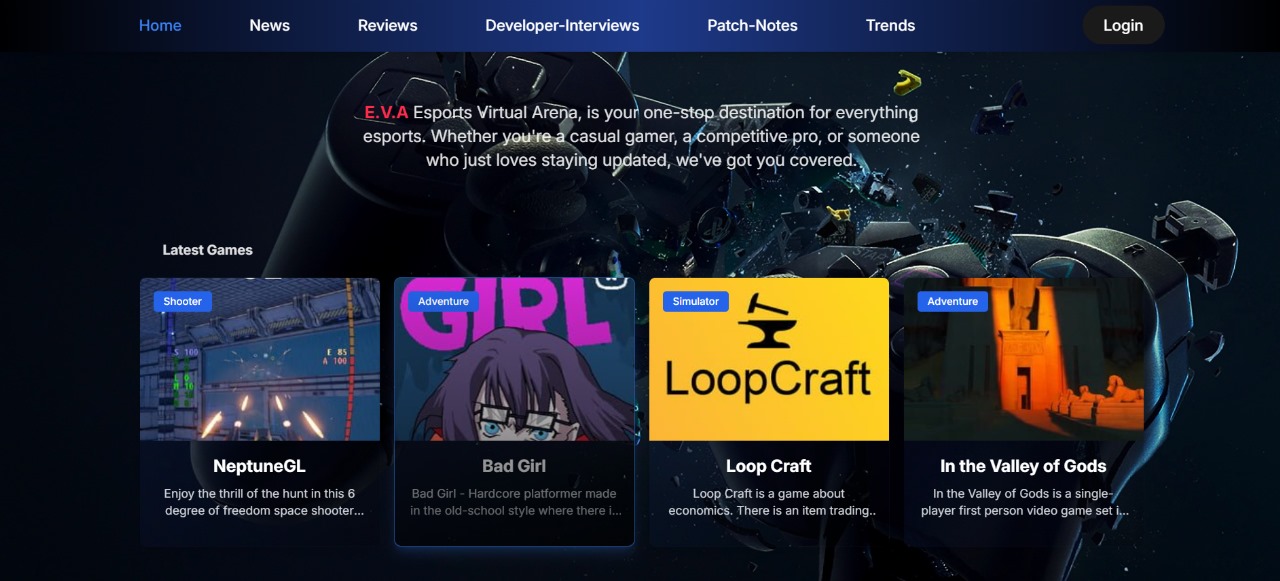 Home News Reviews Developer-Interviews Patch-Notes Trends Login
E.V.A Esports Virtual Arena, is your one-stop destination for everything
esports. Whether you're a casual gamer, a competitive pro, or someone
who just loves staying updated, we've got you covered.
Latest Games
Shooter
S 100
E 85
A 100
NeptuneGL
Enjoy the thrill of the hunt in this 6
degree of freedom space shooter...
Adventure
GIRL
Bad Girl
Bad Girl - Hardcore platformer made
in the old-school style where there i...
Simulator
LoopCraft
Loop Craft
Loop Craft is a game about
economics. There is an item trading..
Adventure
In the Valley of Gods
In the Valley of Gods is a single-
player first person video game set i...